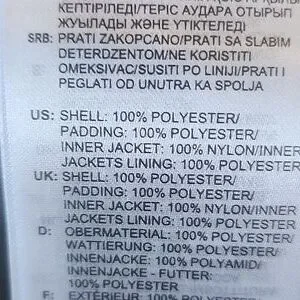 КЕПТІРІЛЕДІ/ТЕРІС АУДАРА ОТЫРЫП
ЖУЫЛАДЫ ЖӘНЕ ҮТІКТЕЛЕДІ)
SRB: PRATI ZAKOPCANO/PRATI SA SLABIM
DETERDZENTOM/NE KORISTITI
OMEKSIVAC/SUSITI PO LINIJI/PRATI I
PEGLATI OD UNUTRA KA SPOLJA
US: SHELL: 100% POLYESTER/
PADDING: 100% POLYESTER/
INNER JACKET: 100% NYLON/INNER
JACKETS LINING: 100% POLYESTER
UK: SHELL: 100% POLYESTER/
PADDING: 100% POLYESTER/
INNER JACKET: 100% NYLON/INNER
JACKETS LINING: 100% POLYESTER
D: OBERMATERIAL: 100% POLYESTER/
WATTIERUNG: 100% POLYESTER/
INNENJACKE: 100% POLYAMID/
INNENJACKE - FUTTER:
100% POLYESTER
F: EXTÉRIEUR: 100% POLYESTER/